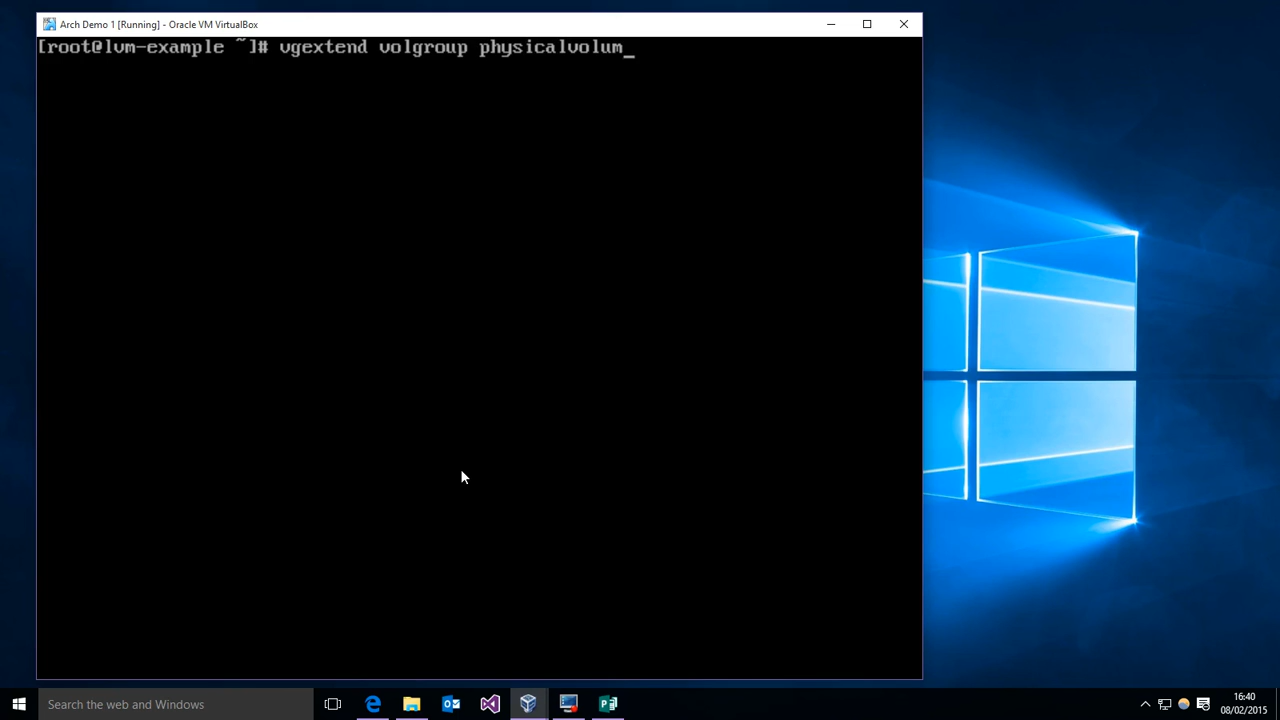 Arch Demo 1 [Running] - Oracle VM VirtualBox
[root@lvm-example ~]# vgextend volgroup physicalvolum_
Search the web and Windows
16:40
08/02/2015